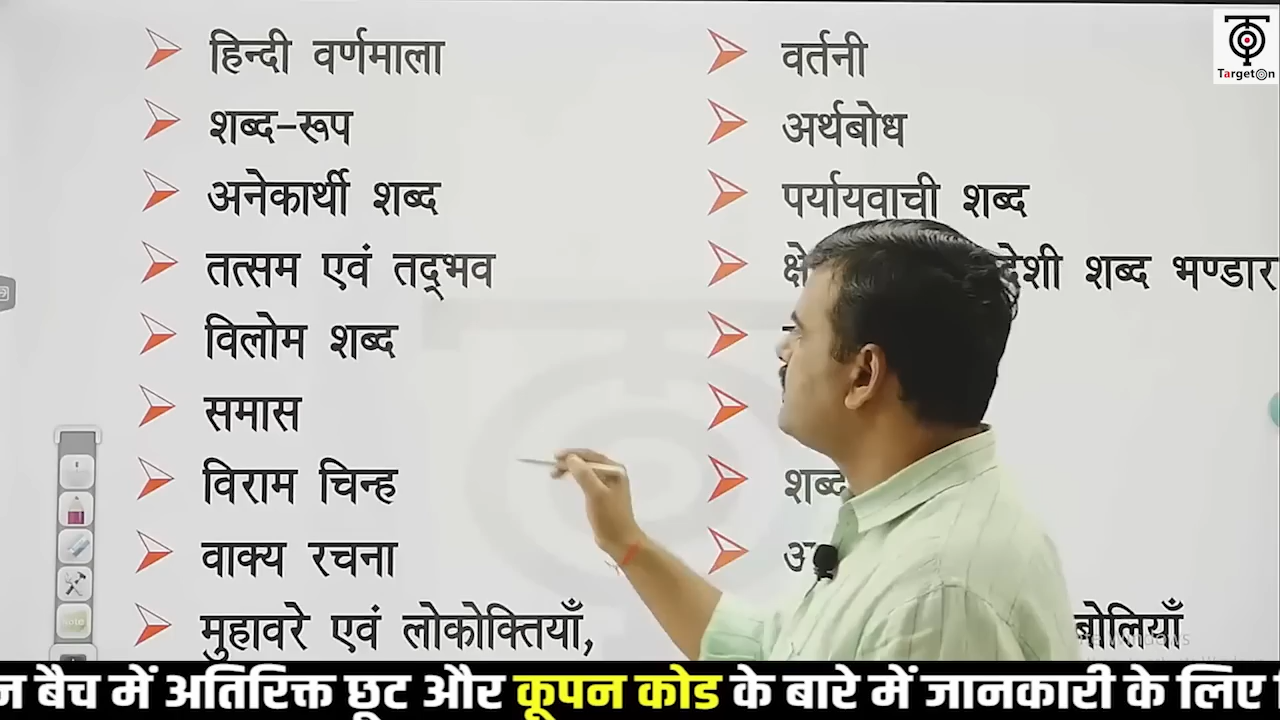 हिन्दी वर्णमाला
वर्तनी
TargetOn
शब्द-रूप
अर्थबोध
अनेकार्थी शब्द
पर्यायवाची शब्द
तत्सम एवं तद्‌भव
शब्द भण्डार
विलोम शब्द
समास
विराम चिन्ह
वाक्य रचना
मुहावरे एवं लोकोक्तियाँ,
बोलियाँ
बैच में अतिरिक्त छूट और कूपन कोड के बारे में जानकारी के लिए